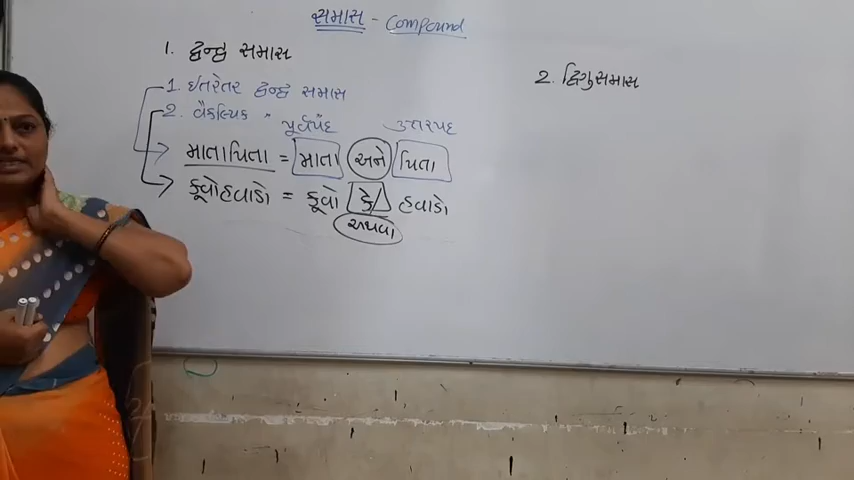 સમાસ - Compound
1. દ્વન્દ્વ સમાસ
1. ઇતરેતર દ્વન્દ્વ સમાસ
2. વૈકલ્પિક "
પૂર્વપદ ઉત્તરપદ
માતાપિતા = માતા અને પિતા
કૂવોહવાડો = કૂવો કે/ હવાડો
અથવા
2. દ્વિગુસમાસ